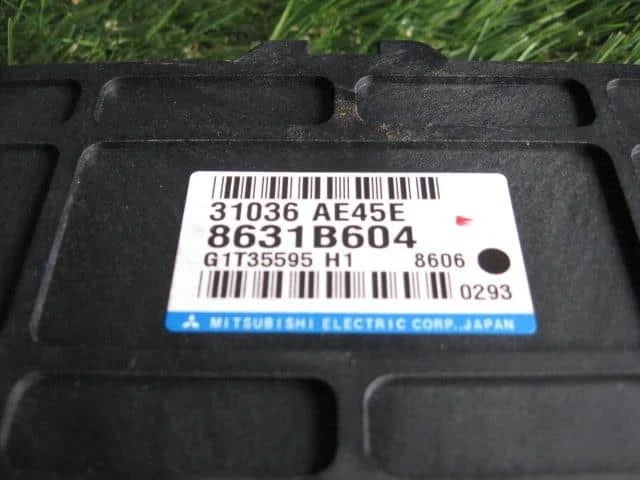 31036 AE45E
8631B604
G1T35595 H1 8606
0293
MITSUBISHI ELECTRIC CORP., JAPAN